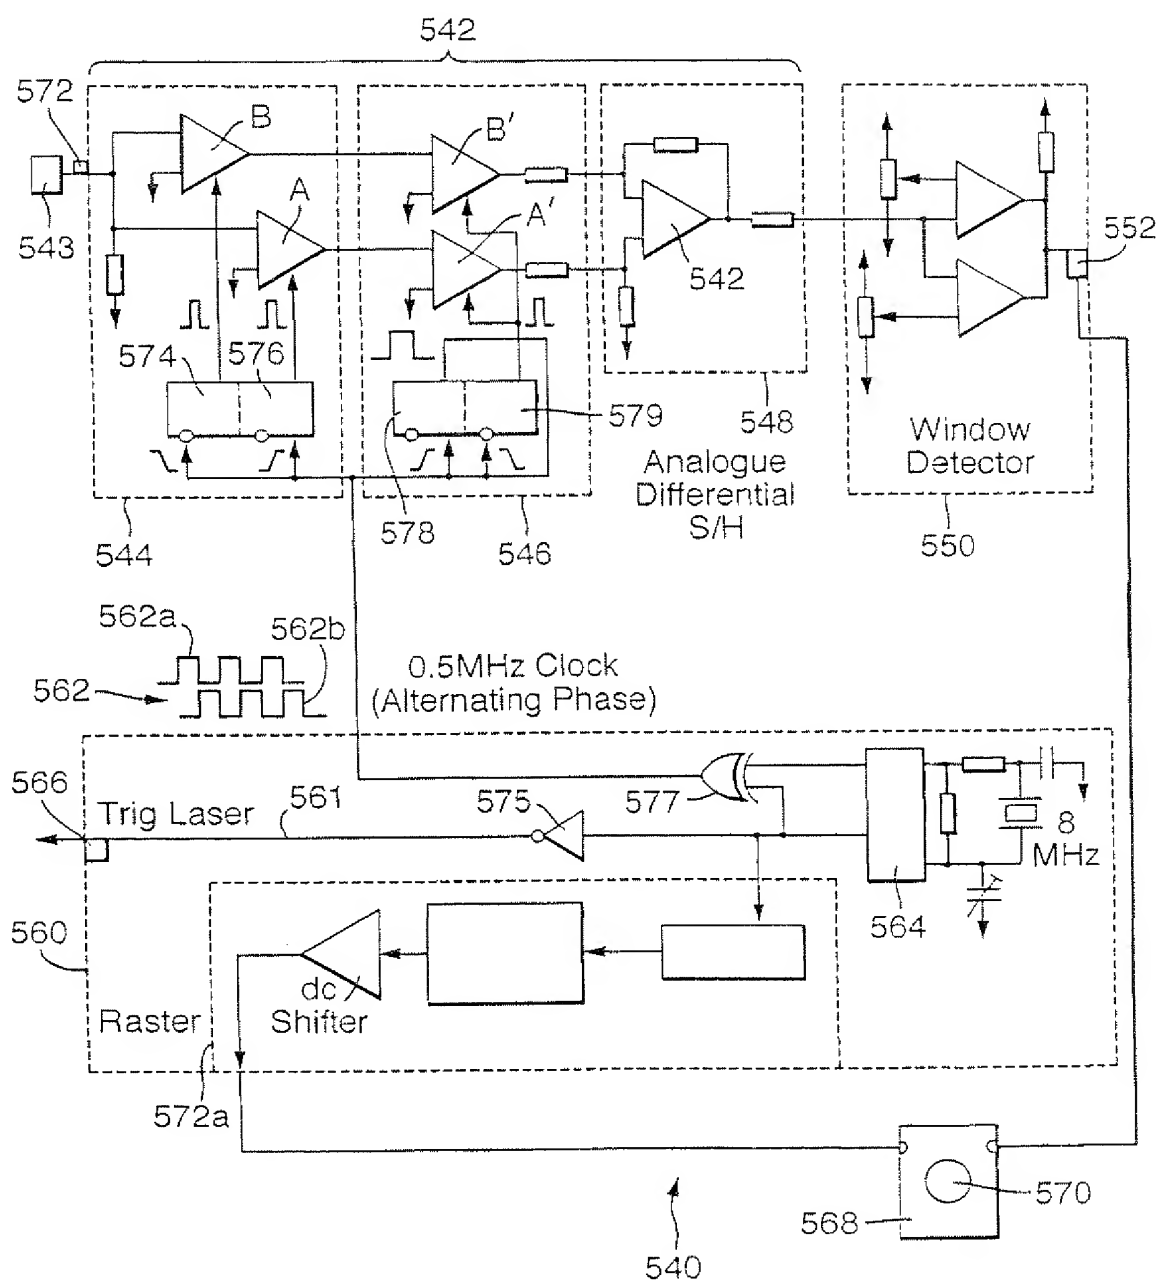 542
572
B
B'
A
A'
543
542
552
574
576
579
548
Window
Detector
Analogue
Differential
S/H
578
544
546
550
562a
562b
562
0.5MHz Clock
(Alternating Phase)
566
Trig Laser
561
575
577
8
MHz
564
560
dc
Shifter
Raster
572a
570
568
540